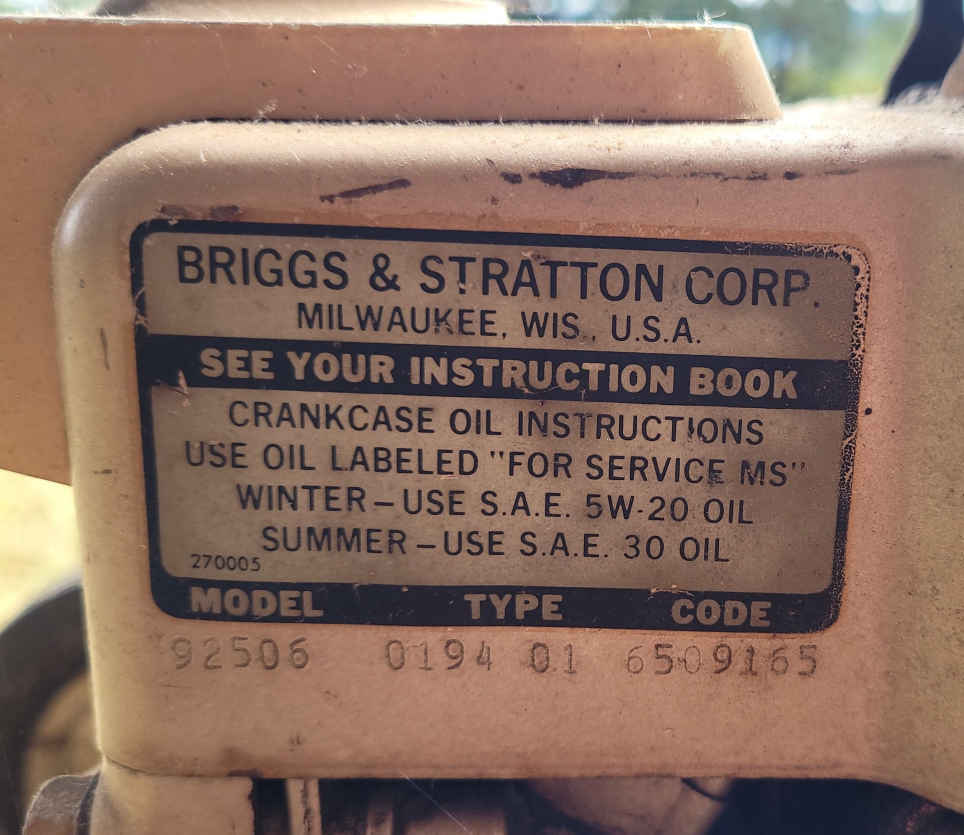 BRIGGS & STRATTON CORP.
MILWAUKEE, WIS., U.S.A.
SEE YOUR INSTRUCTION BOOK
CRANKCASE OIL INSTRUCTIONS
USE OIL LABELED "FOR SERVICE MS"
WINTER – USE S.A.E. 5W-20 OIL
SUMMER – USE S.A.E. 30 OIL
270005
MODEL TYPE CODE
92506 0194 01 6509165